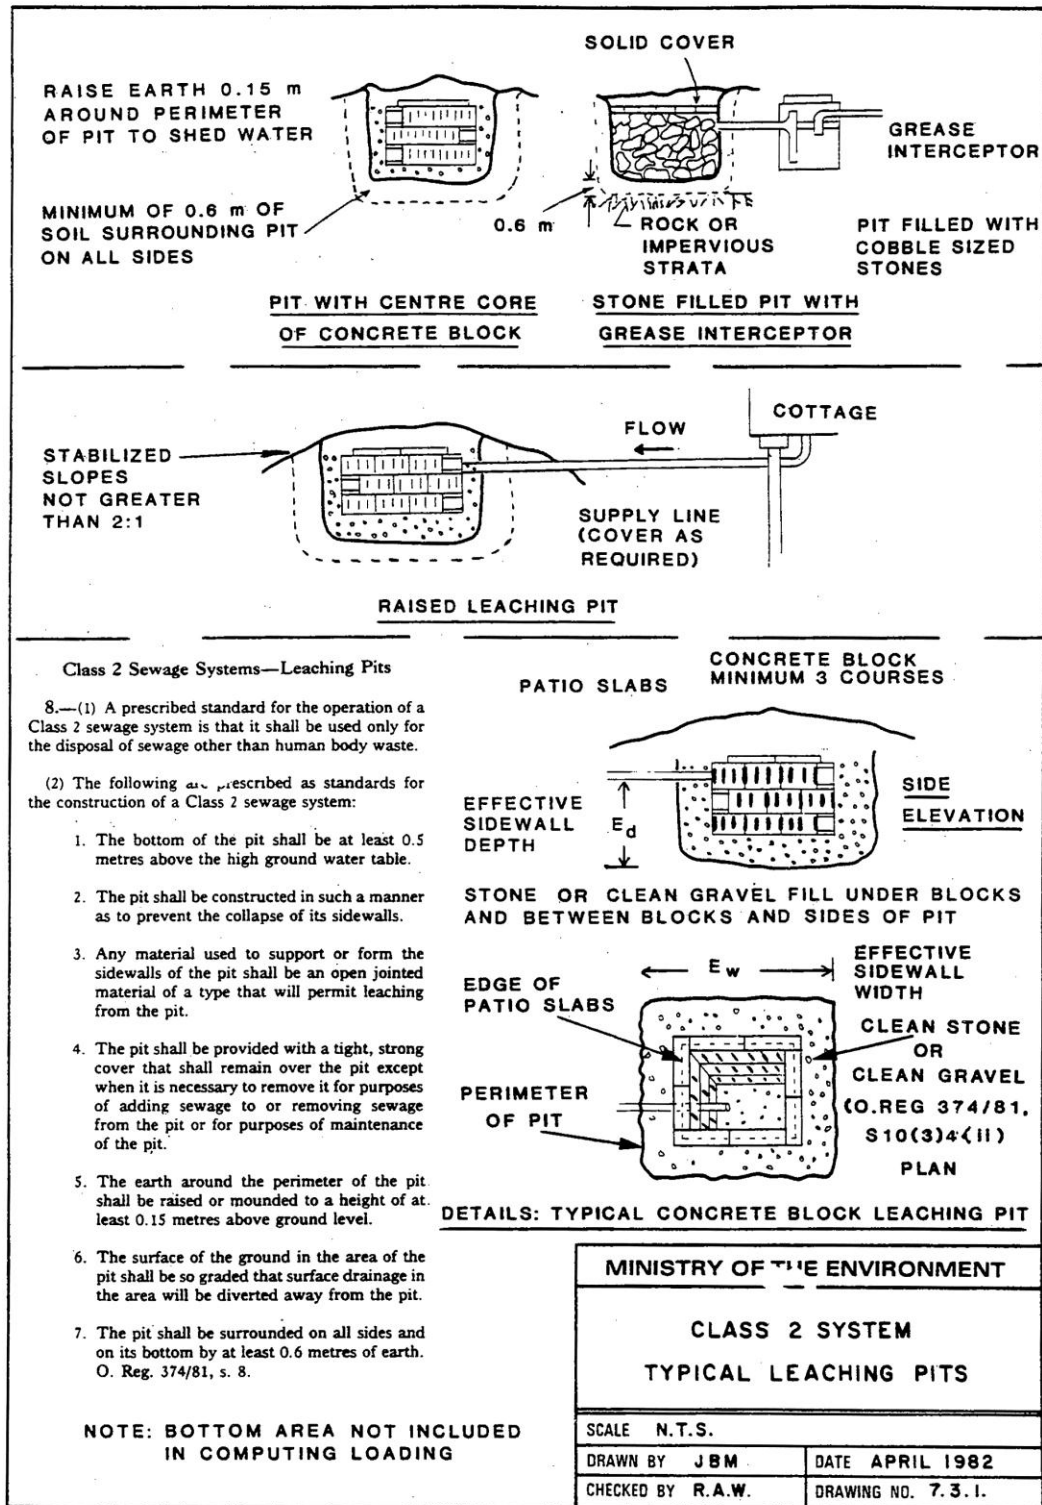 SOLID COVER
RAISE EARTH 0.15 m
AROUND PERIMETER
OF PIT TO SHED WATER
GREASE
INTERCEPTOR
MINIMUM OF 0.6 m OF
SOIL SURROUNDING PIT
ON ALL SIDES
0.6 m
ROCK OR
IMPERVIOUS
STRATA
PIT FILLED WITH
COBBLE SIZED
STONES
PIT WITH CENTRE CORE
OF CONCRETE BLOCK
STONE FILLED PIT WITH
GREASE INTERCEPTOR
COTTAGE
FLOW
STABILIZED
SLOPES
NOT GREATER
THAN 2:1
SUPPLY LINE
(COVER AS
REQUIRED)
RAISED LEACHING PIT
Class 2 Sewage Systems—Leaching Pits
8.—(1) A prescribed standard for the operation of a
Class 2 sewage system is that it shall be used only for
the disposal of sewage other than human body waste.
(2) The following are prescribed as standards for
the construction of a Class 2 sewage system:
1. The bottom of the pit shall be at least 0.5
metres above the high ground water table.
2. The pit shall be constructed in such a manner
as to prevent the collapse of its sidewalls.
3. Any material used to support or form the
sidewalls of the pit shall be an open jointed
material of a type that will permit leaching
from the pit.
4. The pit shall be provided with a tight, strong
cover that shall remain over the pit except
when it is necessary to remove it for purposes
of adding sewage to or removing sewage
from the pit or for purposes of maintenance
of the pit.
5. The earth around the perimeter of the pit
shall be raised or mounded to a height of at
least 0.15 metres above ground level.
6. The surface of the ground in the area of the
pit shall be so graded that surface drainage in
the area will be diverted away from the pit.
7. The pit shall be surrounded on all sides and
on its bottom by at least 0.6 metres of earth.
O. Reg. 374/81, s. 8.
NOTE: BOTTOM AREA NOT INCLUDED
IN COMPUTING LOADING
PATIO SLABS
CONCRETE BLOCK
MINIMUM 3 COURSES
EFFECTIVE
SIDEWALL
DEPTH
Ed
SIDE
ELEVATION
STONE OR CLEAN GRAVEL FILL UNDER BLOCKS
AND BETWEEN BLOCKS AND SIDES OF PIT
Ew
EFFECTIVE
SIDEWALL
WIDTH
EDGE OF
PATIO SLABS
CLEAN STONE
OR
CLEAN GRAVEL
(O.REG 374/81,
S10(3)4(ii)
PERIMETER
OF PIT
PLAN
DETAILS: TYPICAL CONCRETE BLOCK LEACHING PIT
MINISTRY OF THE ENVIRONMENT
CLASS 2 SYSTEM
TYPICAL LEACHING PITS
SCALE N.T.S.
DRAWN BY JBM
DATE APRIL 1982
CHECKED BY R.A.W.
DRAWING NO. 7.3.1.